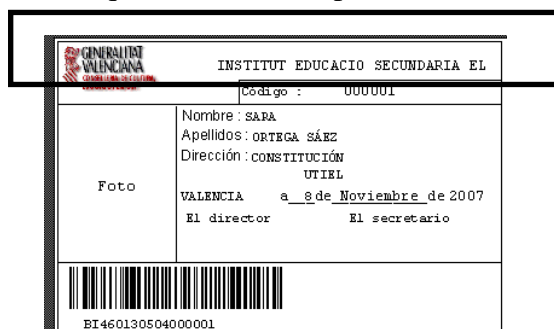 GENERALITAT
VALENCIANA
INSTITUT EDUCACIO SECUNDARIA EL
Código : 000001
Nombre : SARA
Apellidos : ORTEGA SÁEZ
Dirección : CONSTITUCIÓN
UTIEL
Foto
VALENCIA a 8 de Noviembre de 2007
El director El secretario
BI460130504000001